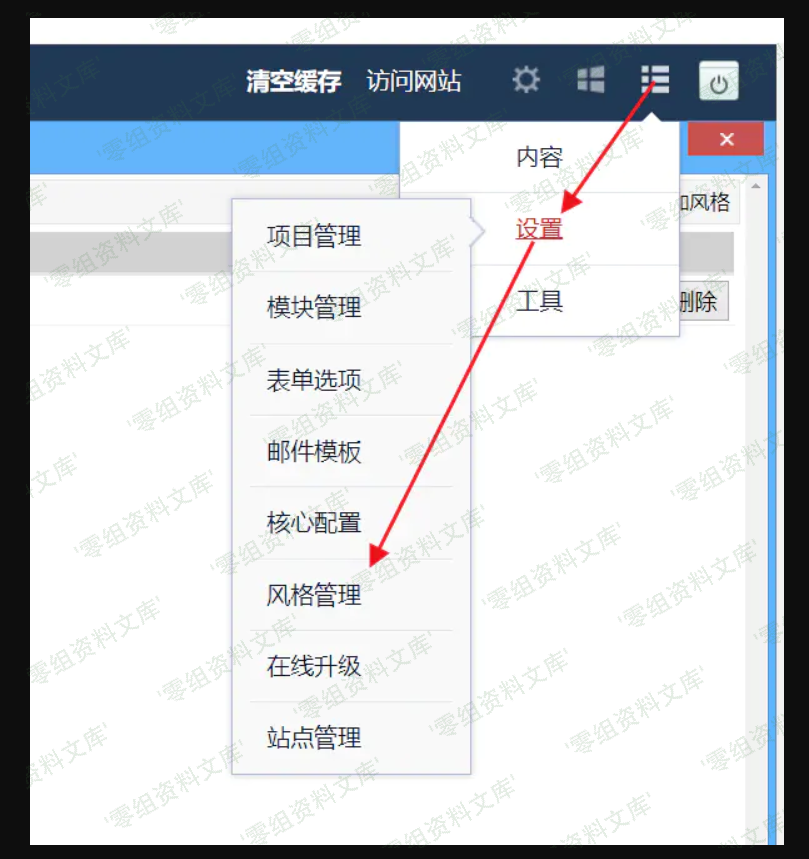 清空缓存 访问网站
内容
加风格
设置
项目管理
模块管理
工具
删除
表单选项
邮件模板
核心配置
风格管理
在线升级
站点管理
'零组资料文库'